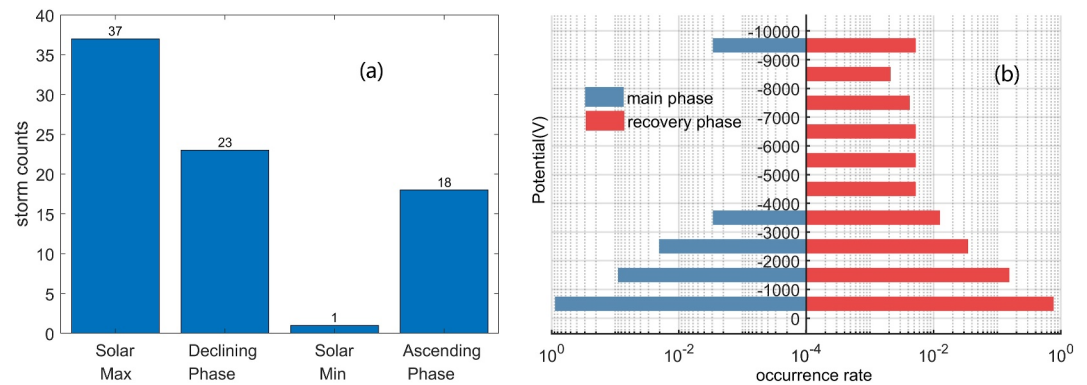 40
35
30
25
20
15
10
5
0
storm counts
37
23
1
18
(a)
Solar Max
Declining Phase
Solar Min
Ascending Phase
-10000
-9000
-8000
-7000
-6000
-5000
-4000
-3000
-2000
-1000
0
Potential(V)
(b)
main phase
recovery phase
10^0
10^-2
10^-4
10^-2
10^0
occurrence rate